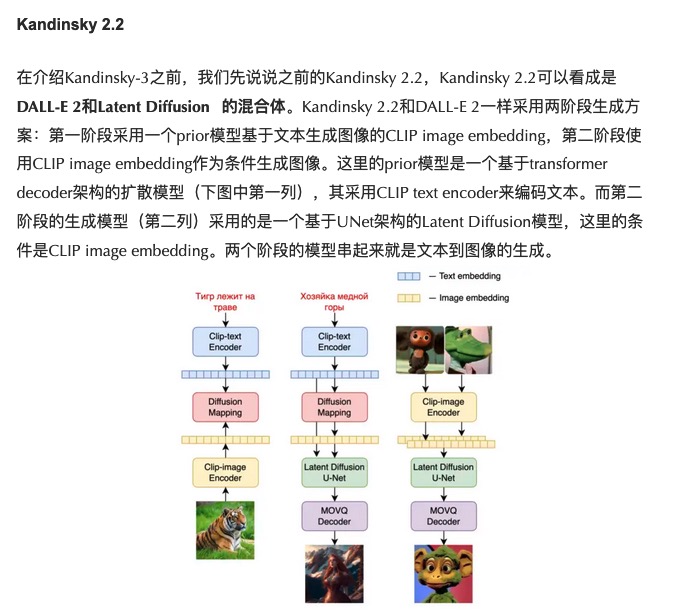 Kandinsky 2.2
在介绍Kandinsky-3之前，我们先说说之前的Kandinsky 2.2，Kandinsky 2.2可以看成是
DALL-E 2和Latent Diffusion 的混合体。Kandinsky 2.2和DALL-E 2一样采用两阶段生成方
案：第一阶段采用一个prior模型基于文本生成图像的CLIP image embedding，第二阶段使
用CLIP image embedding作为条件生成图像。这里的prior模型是一个基于transformer
decoder架构的扩散模型（下图中第一列），其采用CLIP text encoder来编码文本。而第二
阶段的生成模型（第二列）采用的是一个基于UNet架构的Latent Diffusion模型，这里的条
件是CLIP image embedding。两个阶段的模型串起来就是文本到图像的生成。
— Text embedding
— Image embedding
Тигр лежит на
траве
Clip-text
Encoder
Diffusion
Mapping
Clip-image
Encoder
Хозяйка медной
горы
Clip-text
Encoder
Diffusion
Mapping
Latent Diffusion
U-Net
MOVQ
Decoder
Clip-image
Encoder
Latent Diffusion
U-Net
MOVQ
Decoder